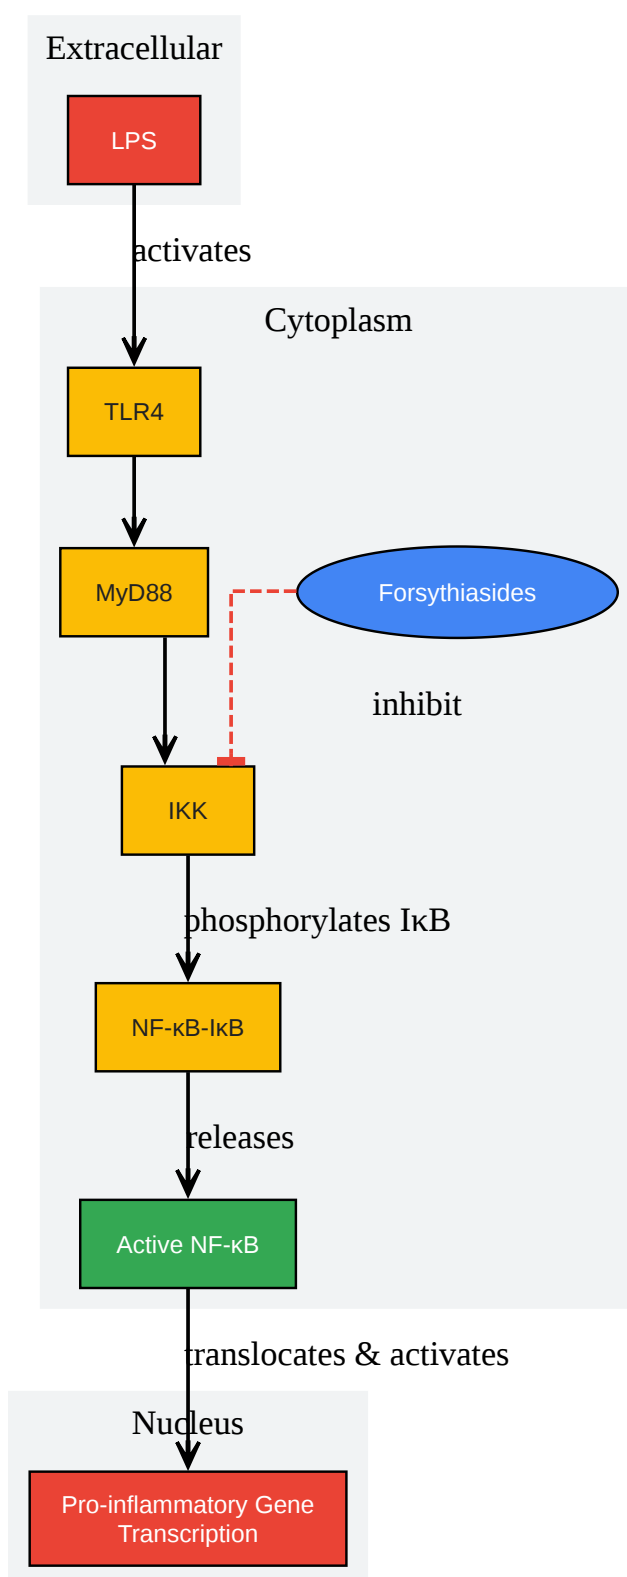 Extracellular
LPS
activates
Cytoplasm
TLR4
MyD88
Forsythiasides
inhibit
IKK
phosphorylates IκB
NF-κB-IκB
releases
Active NF-κB
translocates & activates
Nucleus
Pro-inflammatory Gene
Transcription